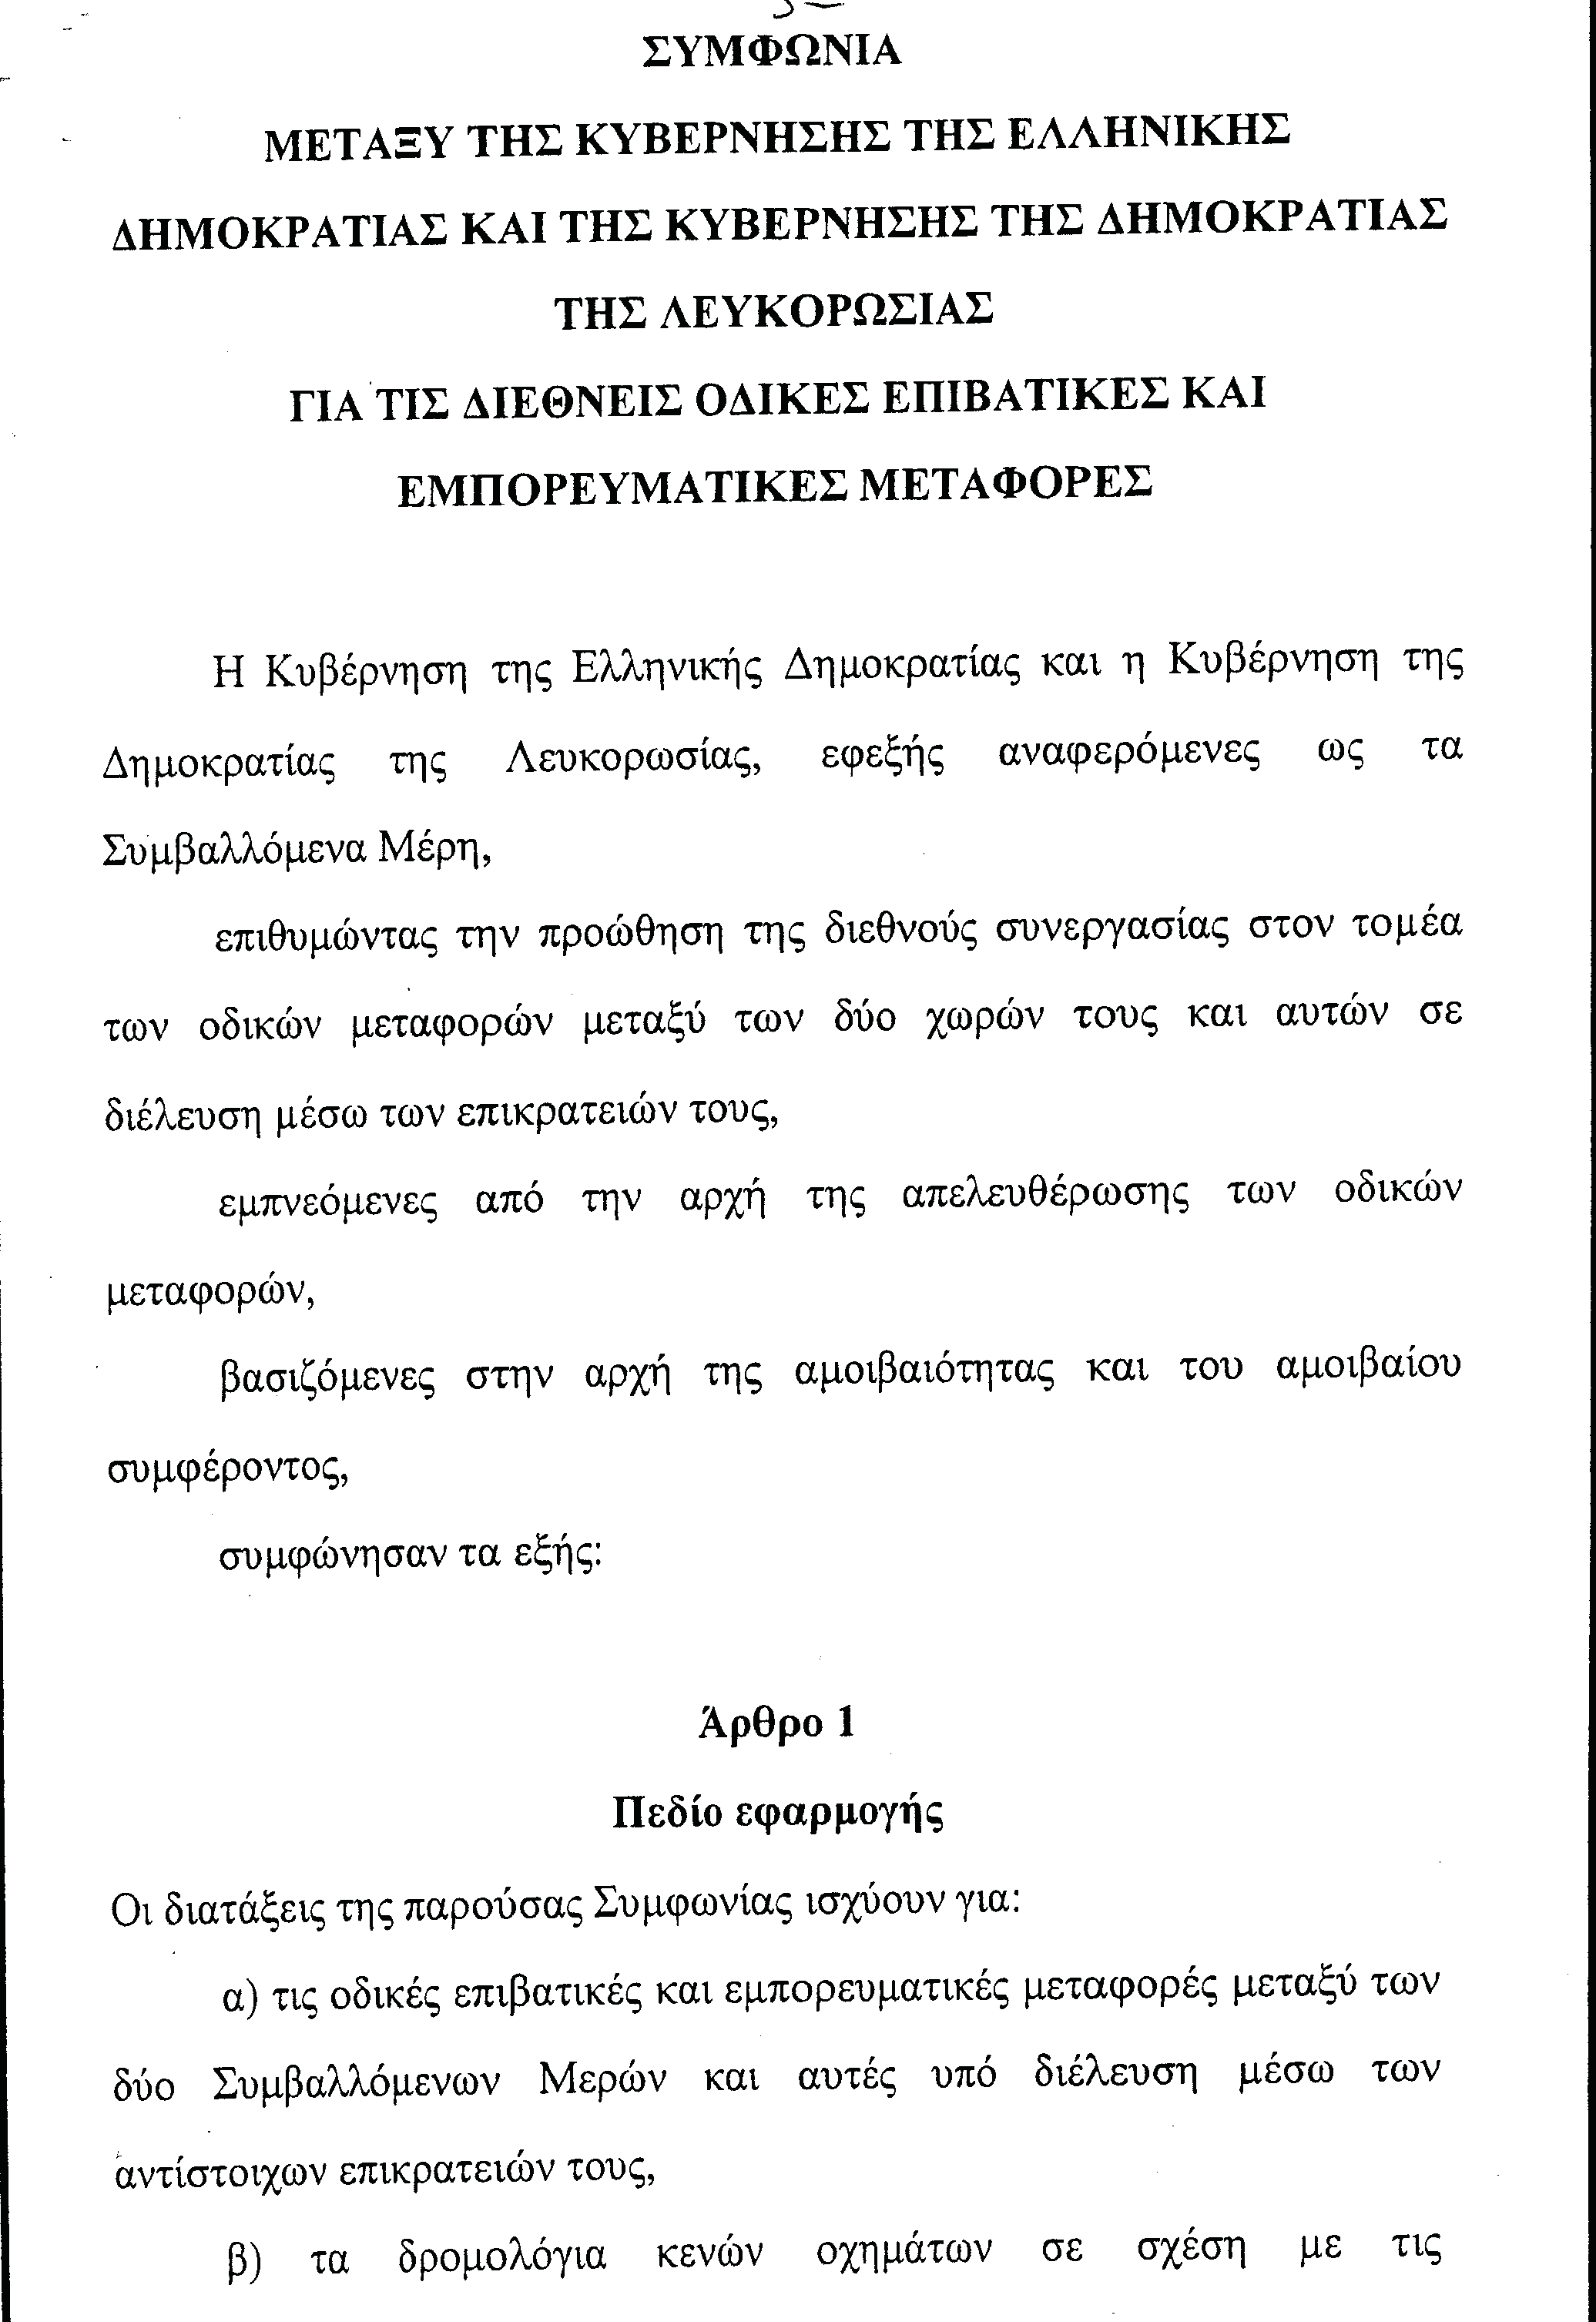 ΣΥΜΦΩΝΙΑ
ΜΕΤΑΞΥ ΤΗΣ ΚΥΒΕΡΝΗΣΗΣ ΤΗΣ ΕΛΛΗΝΙΚΗΣ
ΔΗΜΟΚΡΑΤΙΑΣ ΚΑΙ ΤΗΣ ΚΥΒΕΡΝΗΣΗΣ ΤΗΣ ΔΗΜΟΚΡΑΤΙΑΣ
ΤΗΣ ΛΕΥΚΟΡΩΣΙΑΣ
ΓΙΑ ΤΙΣ ΔΙΕΘΝΕΙΣ ΟΔΙΚΕΣ ΕΠΙΒΑΤΙΚΕΣ ΚΑΙ
ΕΜΠΟΡΕΥΜΑΤΙΚΕΣ ΜΕΤΑΦΟΡΕΣ
Η Κυβέρνηση της Ελληνικής Δημοκρατίας και η Κυβέρνηση της
Δημοκρατίας της Λευκορωσίας, εφεξής αναφερόμενες ως τα
Συμβαλλόμενα Μέρη,
επιθυμώντας την προώθηση της διεθνούς συνεργασίας στον τομέα
των οδικών μεταφορών μεταξύ των δύο χωρών τους και αυτών σε
διέλευση μέσω των επικρατειών τους,
εμπνεόμενες από την αρχή της απελευθέρωσης των οδικών
μεταφορών,
βασιζόμενες στην αρχή της αμοιβαιότητας και του αμοιβαίου
συμφέροντος,
συμφώνησαν τα εξής:
Άρθρο 1
Πεδίο εφαρμογής
Οι διατάξεις της παρούσας Συμφωνίας ισχύουν για:
α) τις οδικές επιβατικές και εμπορευματικές μεταφορές μεταξύ των
δύο Συμβαλλόμενων Μερών και αυτές υπό διέλευση μέσω των
αντίστοιχων επικρατειών τους,
β) τα δρομολόγια κενών οχημάτων σε σχέση με τις